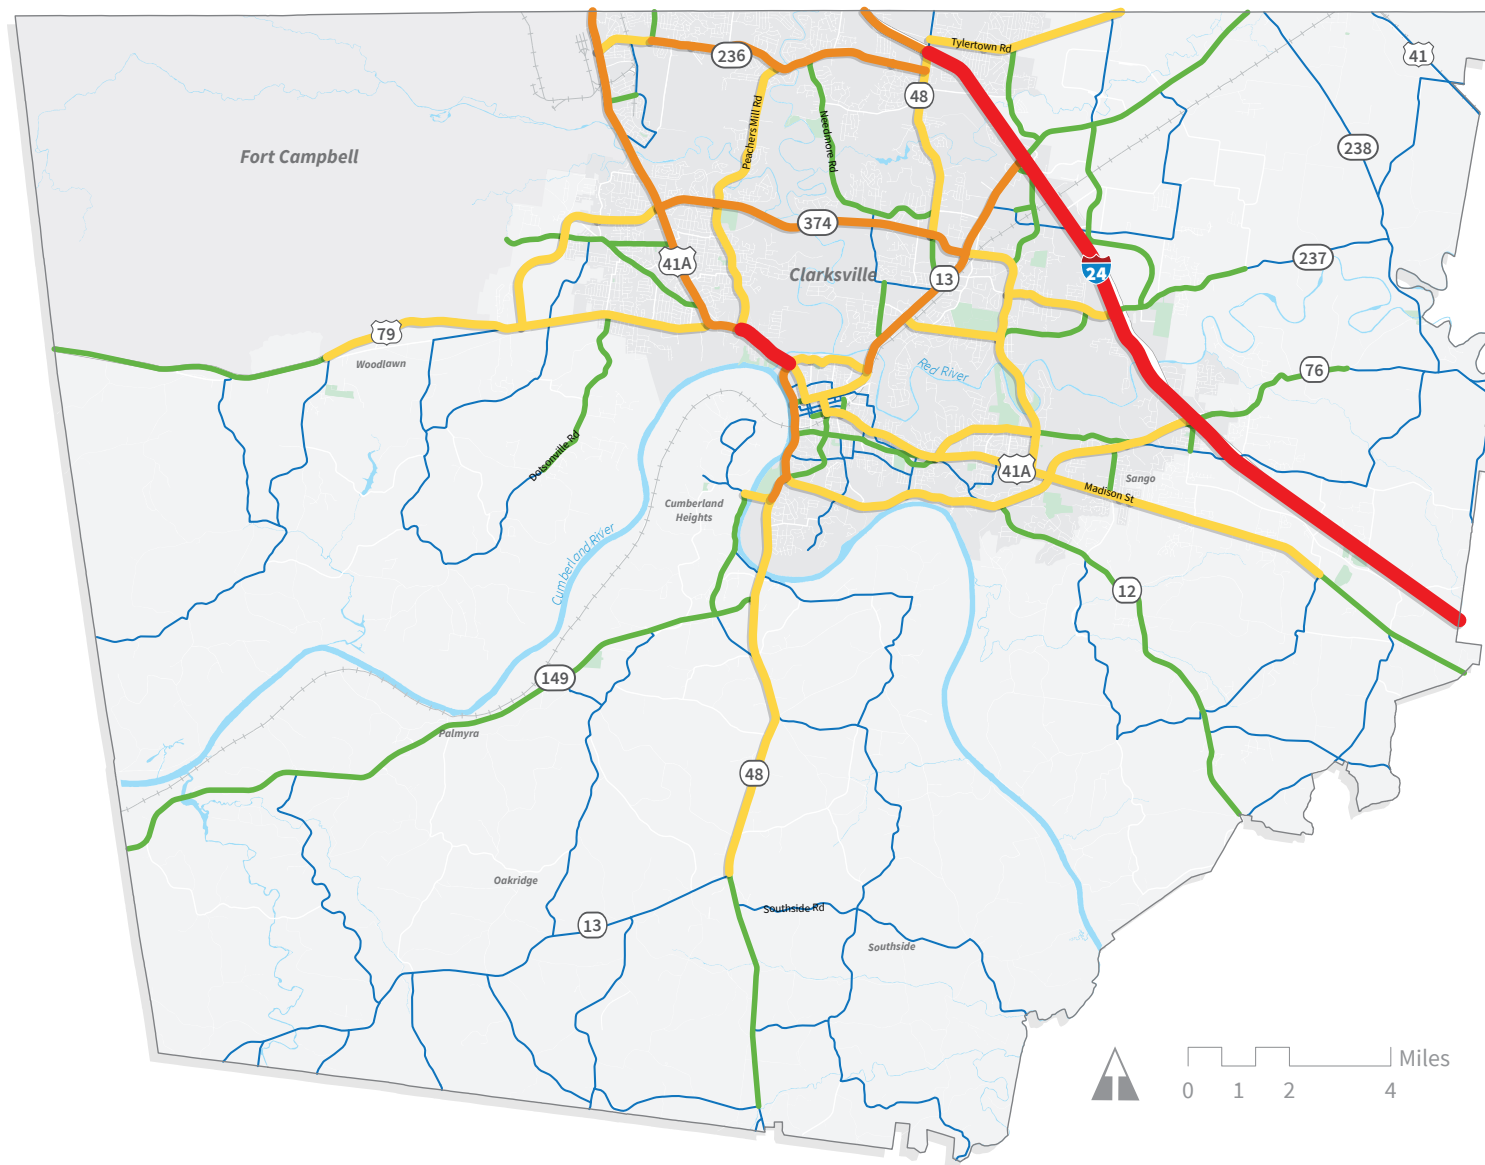 Tylertown Rd
41
236
48
Peachers Mill Rd
Needmore Rd
238
Fort Campbell
374
41A
Clarksville
13
24
237
79
Woodlawn
Red River
76
Dotsonville Rd
41A
Sango
Madison St
Cumberland
Heights
Cumberland River
12
149
Palmyra
48
Oakridge
Southside Rd
13
Southside
Miles
0 1 2 4